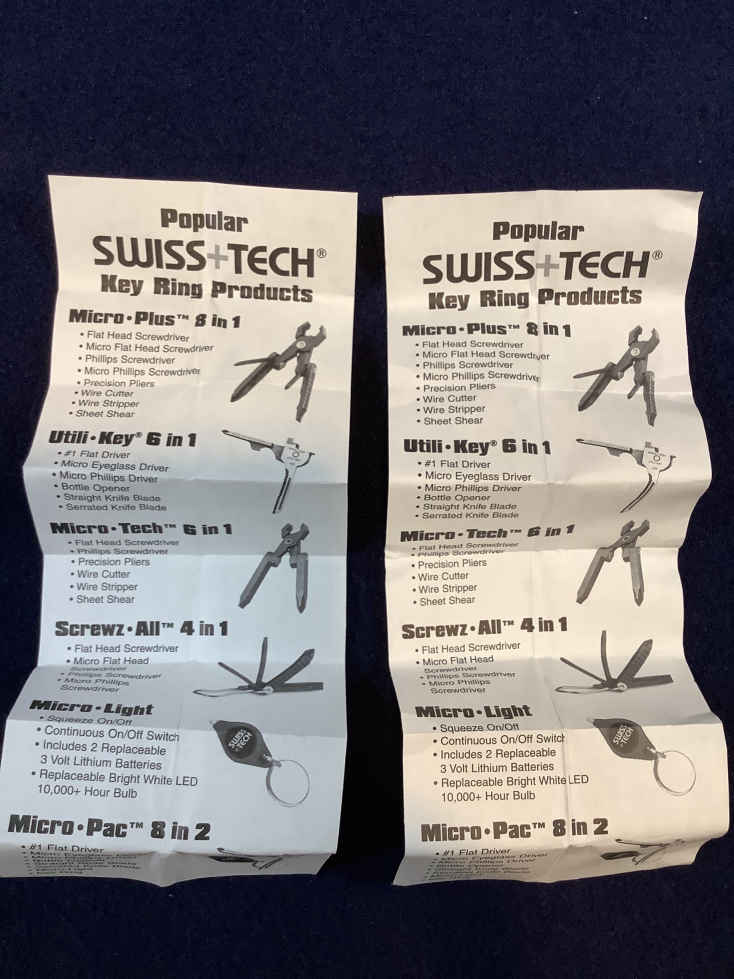 Popular
SWISS+TECH®
Key Ring Products
Micro•Plus™ 8 in 1
• Flat Head Screwdriver
• Micro Flat Head Screwdriver
• Phillips Screwdriver
• Micro Phillips Screwdriver
• Precision Pliers
• Wire Cutter
• Wire Stripper
• Sheet Shear
Utili•Key® 6 in 1
• #1 Flat Driver
• Micro Eyeglass Driver
• Micro Phillips Driver
• Bottle Opener
• Straight Knife Blade
• Serrated Knife Blade
Micro•Tech™ 6 in 1
• Flat Head Screwdriver
• Phillips Screwdriver
• Precision Pliers
• Wire Cutter
• Wire Stripper
• Sheet Shear
Screwz•All™ 4 in 1
• Flat Head Screwdriver
• Micro Flat Head
Screwdriver
• Phillips Screwdriver
• Micro Phillips
Screwdriver
Micro•Light
• Squeeze On/Off
• Continuous On/Off Switch
• Includes 2 Replaceable
3 Volt Lithium Batteries
• Replaceable Bright White LED
10,000+ Hour Bulb
SWISS+TECH
Micro•Pac™ 8 in 2
• #1 Flat Driver
Popular
SWISS+TECH®
Key Ring Products
Micro•Plus™ 8 in 1
• Flat Head Screwdriver
• Micro Flat Head Screwdriver
• Phillips Screwdriver
• Micro Phillips Screwdriver
• Precision Pliers
• Wire Cutter
• Wire Stripper
• Sheet Shear
Utili•Key® 6 in 1
• #1 Flat Driver
• Micro Eyeglass Driver
• Micro Phillips Driver
• Bottle Opener
• Straight Knife Blade
• Serrated Knife Blade
Micro•Tech™ 6 in 1
• Flat Head Screwdriver
• Phillips Screwdriver
• Precision Pliers
• Wire Cutter
• Wire Stripper
• Sheet Shear
Screwz•All™ 4 in 1
• Flat Head Screwdriver
• Micro Flat Head
Screwdriver
• Phillips Screwdriver
• Micro Phillips
Screwdriver
Micro•Light
• Squeeze On/Off
• Continuous On/Off Switch
• Includes 2 Replaceable
3 Volt Lithium Batteries
• Replaceable Bright White LED
10,000+ Hour Bulb
SWISS+TECH
Micro•Pac™ 8 in 2
• #1 Flat Driver
• Micro Eyeglass Driver
• Micro Phillips Driver
• Bottle Opener